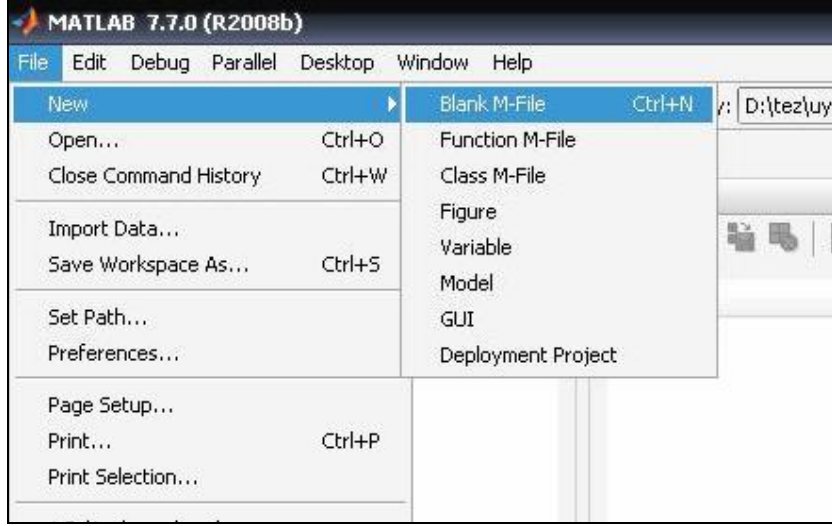 MATLAB 7.7.0 (R2008b)
File Edit Debug Parallel Desktop Window Help
New
Open... Ctrl+O
Close Command History Ctrl+W
Import Data...
Save Workspace As... Ctrl+S
Set Path...
Preferences...
Page Setup...
Print... Ctrl+P
Print Selection...
Blank M-File Ctrl+N
Function M-File
Class M-File
Figure
Variable
Model
GUI
Deployment Project
y: D:\tez\uy